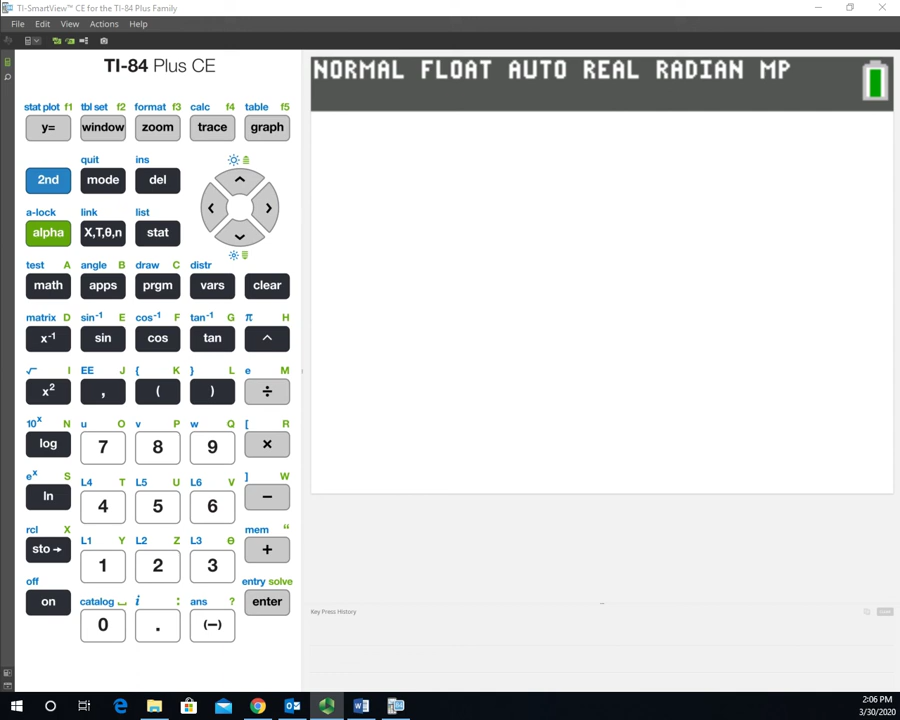 TI-SmartView™ CE for the TI-84 Plus Family
File Edit View Actions Help
TI-84 Plus CE
NORMAL FLOAT AUTO REAL RADIAN MP
stat plot f1 tbl set f2 format f3 calc f4 table f5
y= window zoom trace graph
quit ins
2nd mode del
a-lock link list
alpha X,T,θ,n stat
test A angle B draw C distr
math apps prgm vars clear
matrix D sin⁻¹ E cos⁻¹ F tan⁻¹ G π H
x⁻¹ sin cos tan ^
√ I EE J { K } L e M
x² , ( ) ÷
10ˣ N u O v P w Q [ R
log 7 8 9 ×
eˣ S L4 T L5 U L6 V ] W
ln 4 5 6 −
rcl X L1 Y L2 Z L3 θ mem “
sto→ 1 2 3 +
off catalog ⎵ i : ans ? entry solve
on 0 . (−) enter
Key Press History
2:06 PM
3/30/2020